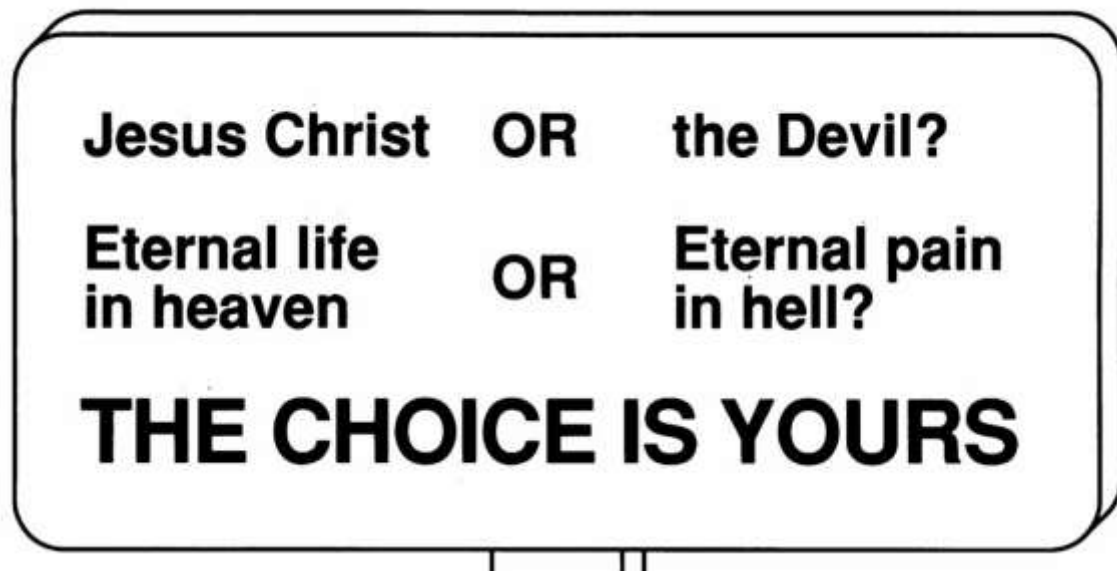 Jesus Christ OR the Devil?
Eternal life in heaven OR Eternal pain in hell?
THE CHOICE IS YOURS